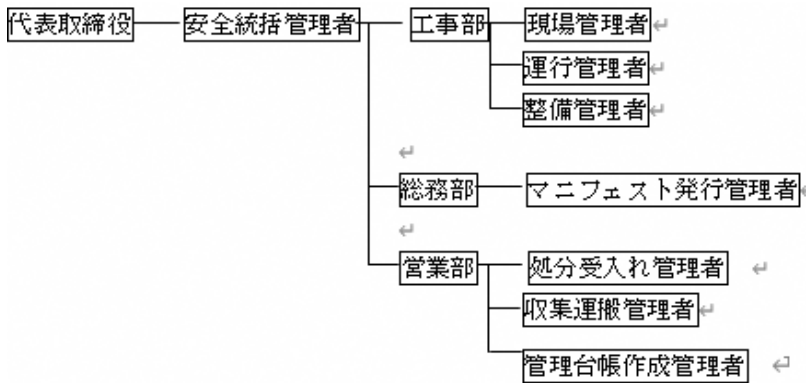 代表取締役 安全統括管理者 工事部 現場管理者
運行管理者
整備管理者
総務部 マニフェスト発行管理者
営業部 処分受入れ管理者
収集運搬管理者
管理台帳作成管理者